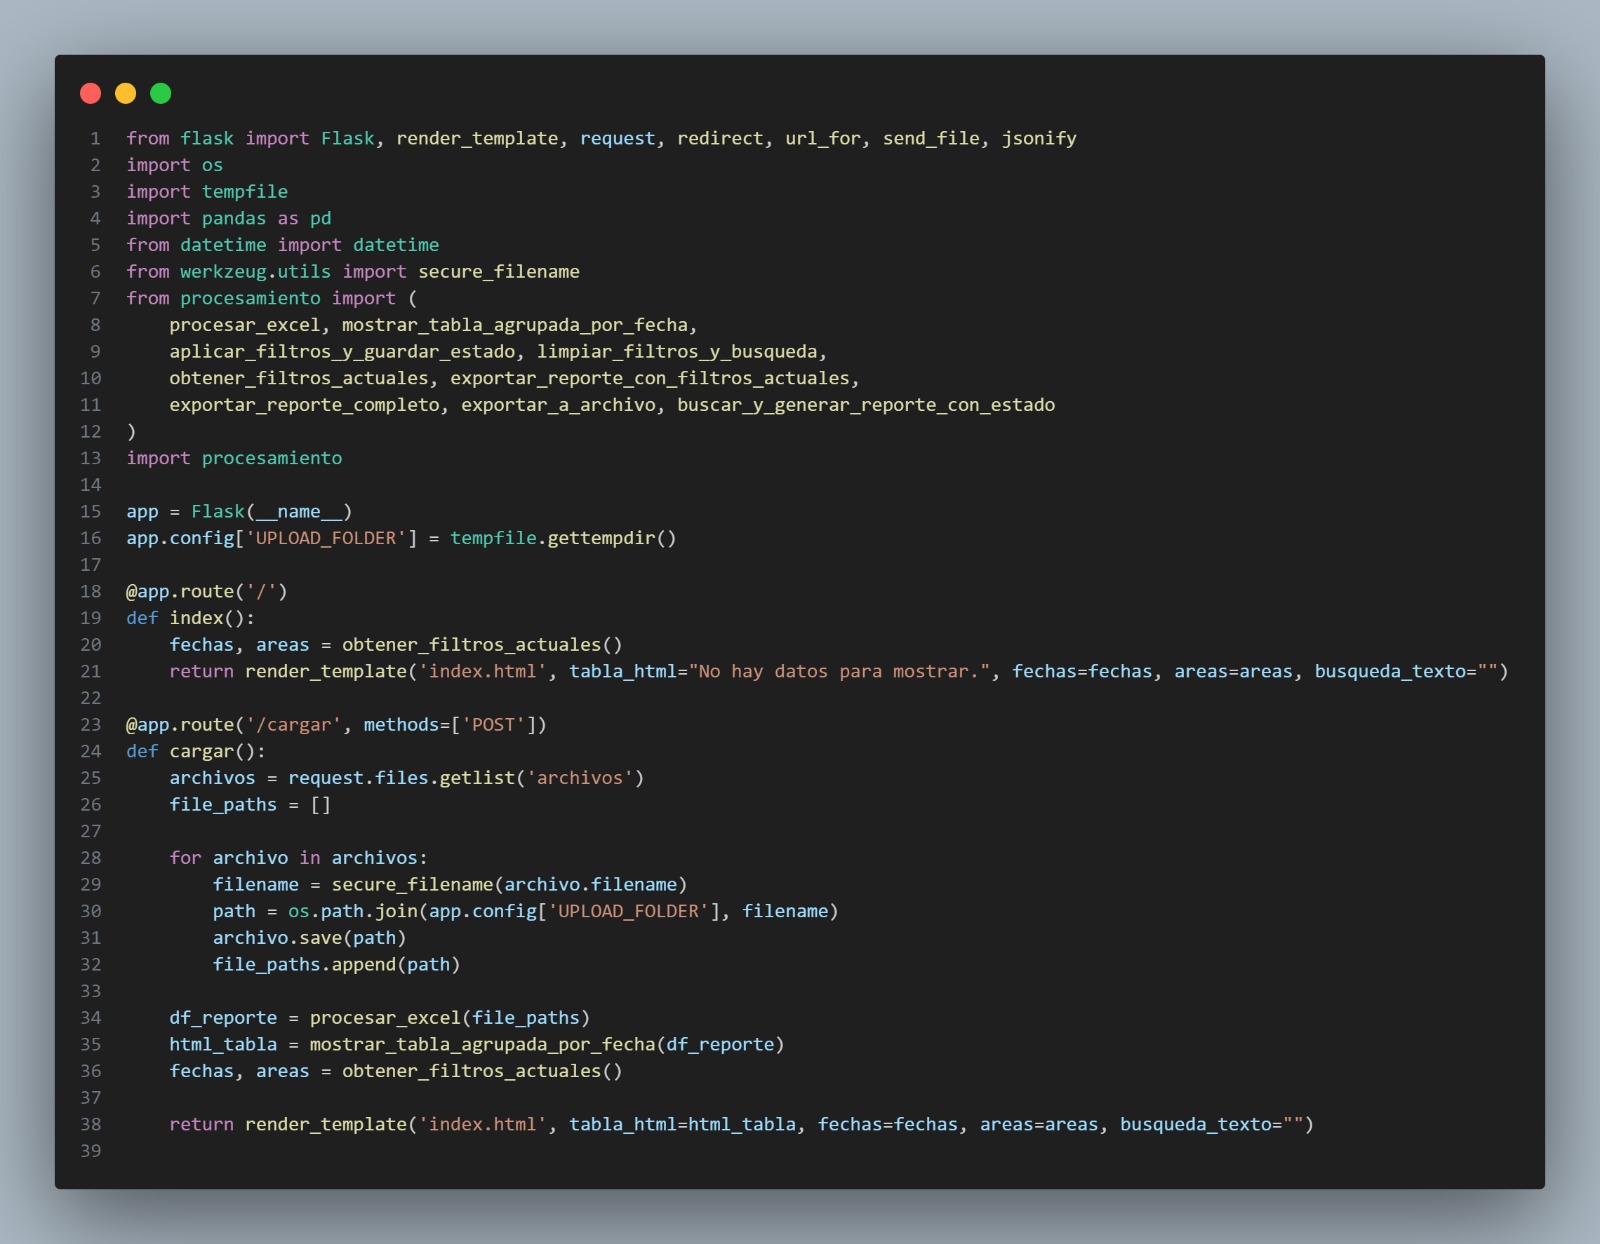 1 from flask import Flask, render_template, request, redirect, url_for, send_file, jsonify
2 import os
3 import tempfile
4 import pandas as pd
5 from datetime import datetime
6 from werkzeug.utils import secure_filename
7 from procesamiento import (
8     procesar_excel, mostrar_tabla_agrupada_por_fecha,
9     aplicar_filtros_y_guardar_estado, limpiar_filtros_y_busqueda,
10     obtener_filtros_actuales, exportar_reporte_con_filtros_actuales,
11     exportar_reporte_completo, exportar_a_archivo, buscar_y_generar_reporte_con_estado
12 )
13 import procesamiento
14
15 app = Flask(__name__)
16 app.config['UPLOAD_FOLDER'] = tempfile.gettempdir()
17
18 @app.route('/')
19 def index():
20     fechas, areas = obtener_filtros_actuales()
21     return render_template('index.html', tabla_html="No hay datos para mostrar.", fechas=fechas, areas=areas, busqueda_texto="")
22
23 @app.route('/cargar', methods=['POST'])
24 def cargar():
25     archivos = request.files.getlist('archivos')
26     file_paths = []
27
28     for archivo in archivos:
29         filename = secure_filename(archivo.filename)
30         path = os.path.join(app.config['UPLOAD_FOLDER'], filename)
31         archivo.save(path)
32         file_paths.append(path)
33
34     df_reporte = procesar_excel(file_paths)
35     html_tabla = mostrar_tabla_agrupada_por_fecha(df_reporte)
36     fechas, areas = obtener_filtros_actuales()
37
38     return render_template('index.html', tabla_html=html_tabla, fechas=fechas, areas=areas, busqueda_texto="")
39